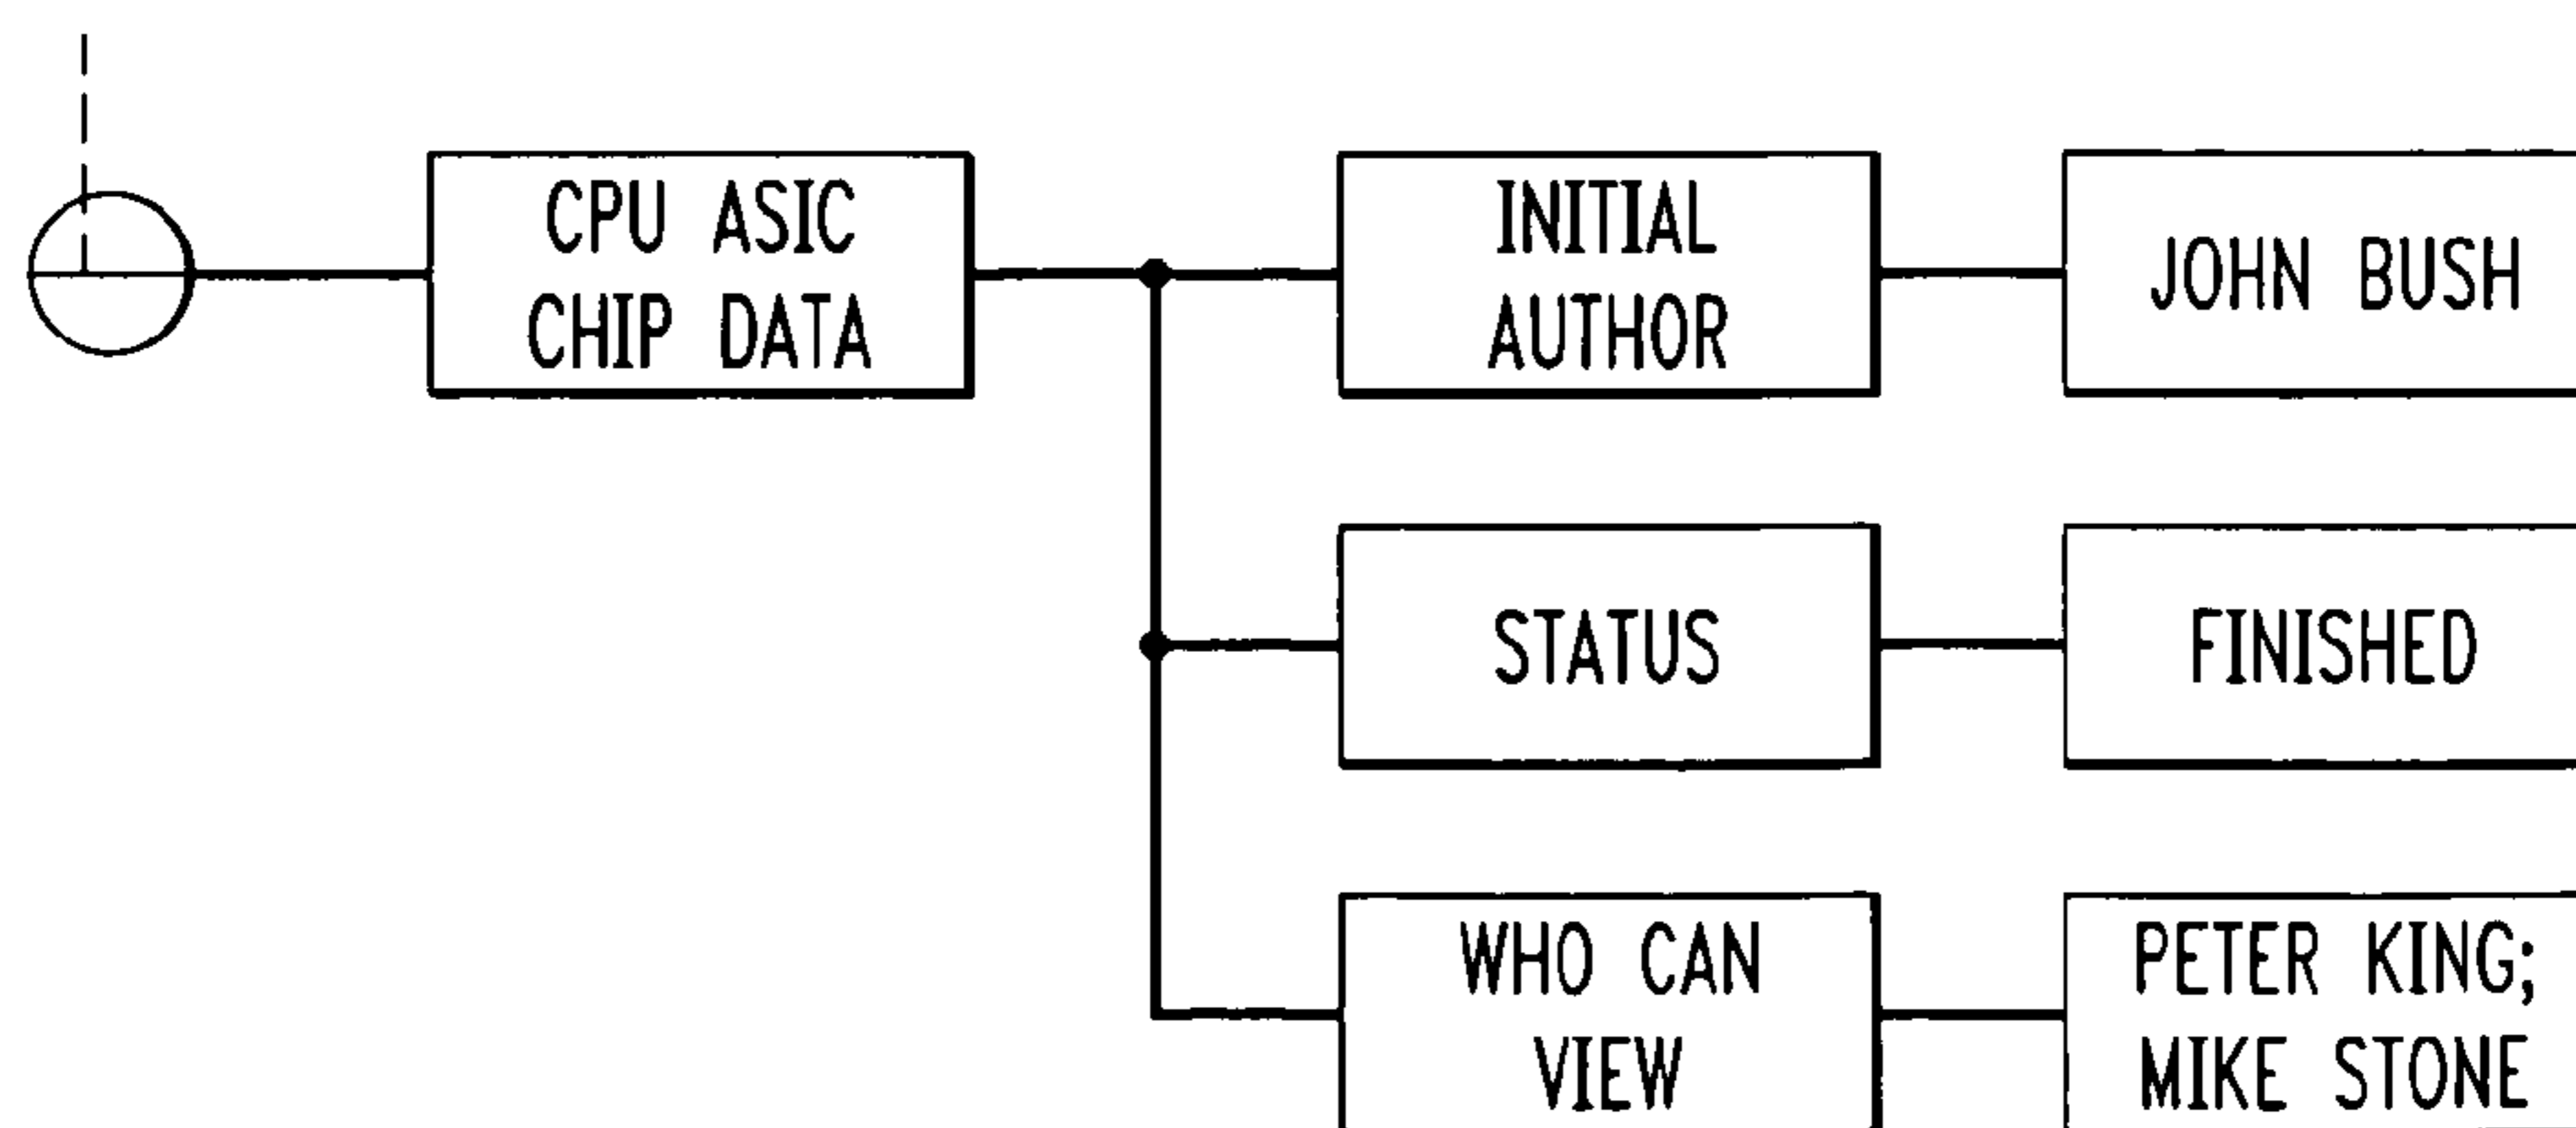 CPU ASIC
CHIP DATA
INITIAL
AUTHOR
JOHN BUSH
STATUS
FINISHED
WHO CAN
VIEW
PETER KING;
MIKE STONE